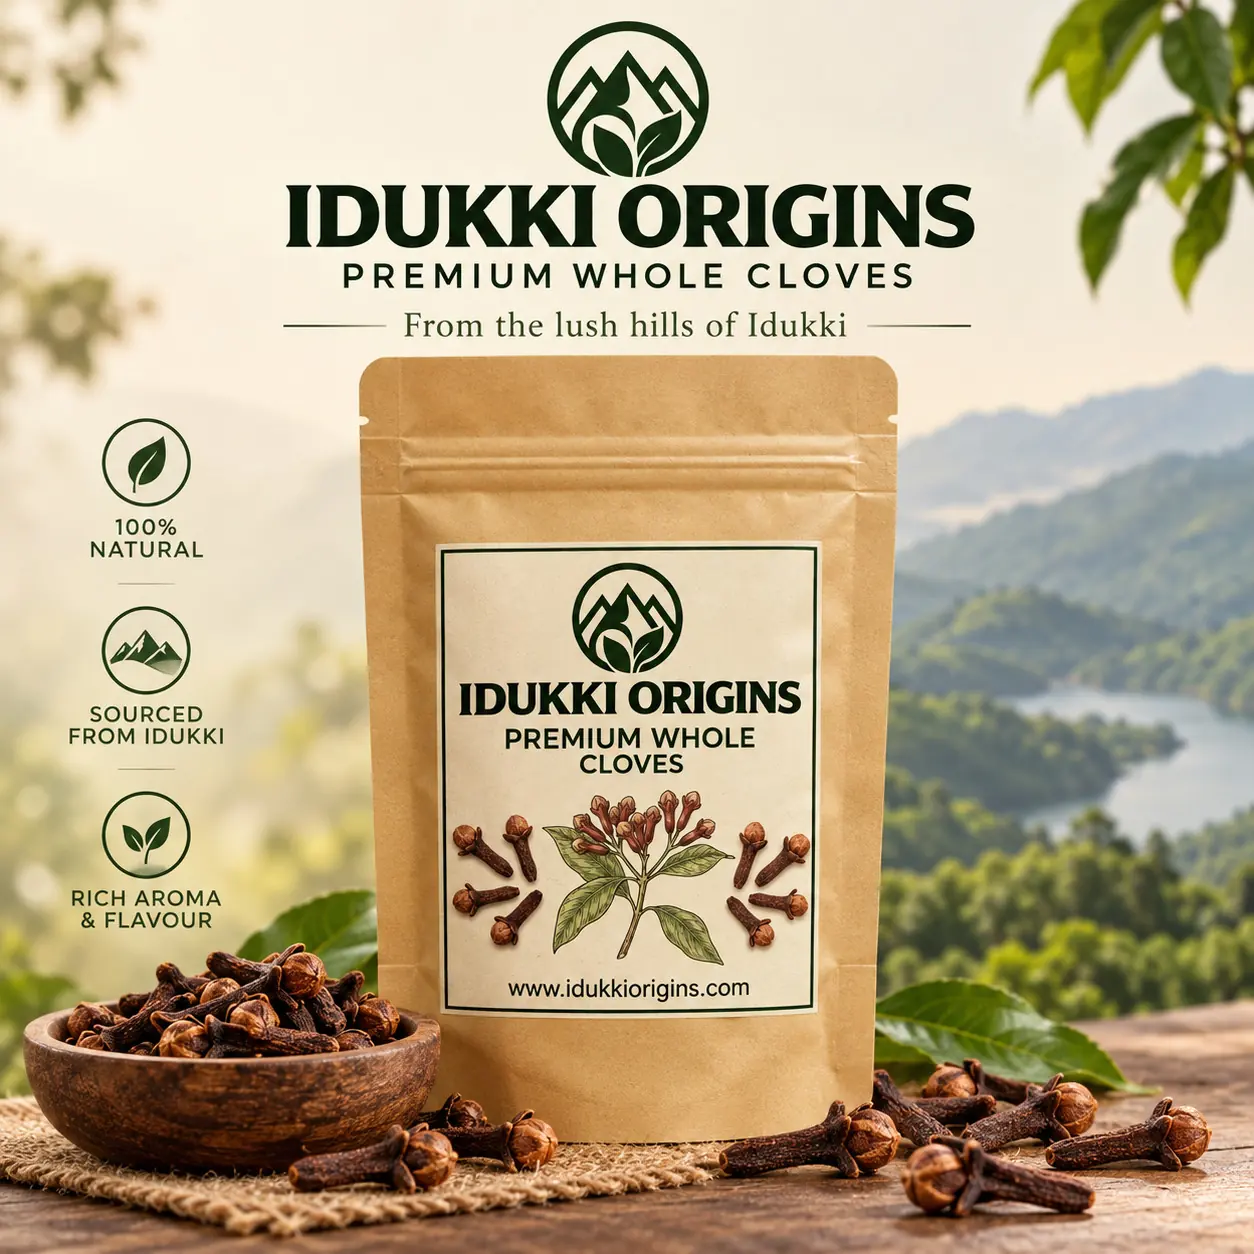 IDUKKI ORIGINS
PREMIUM WHOLE CLOVES
From the lush hills of Idukki
100%
NATURAL
SOURCED
FROM IDUKKI
RICH AROMA
& FLAVOUR
IDUKKI ORIGINS
PREMIUM WHOLE
CLOVES
www.idukkiorigins.com